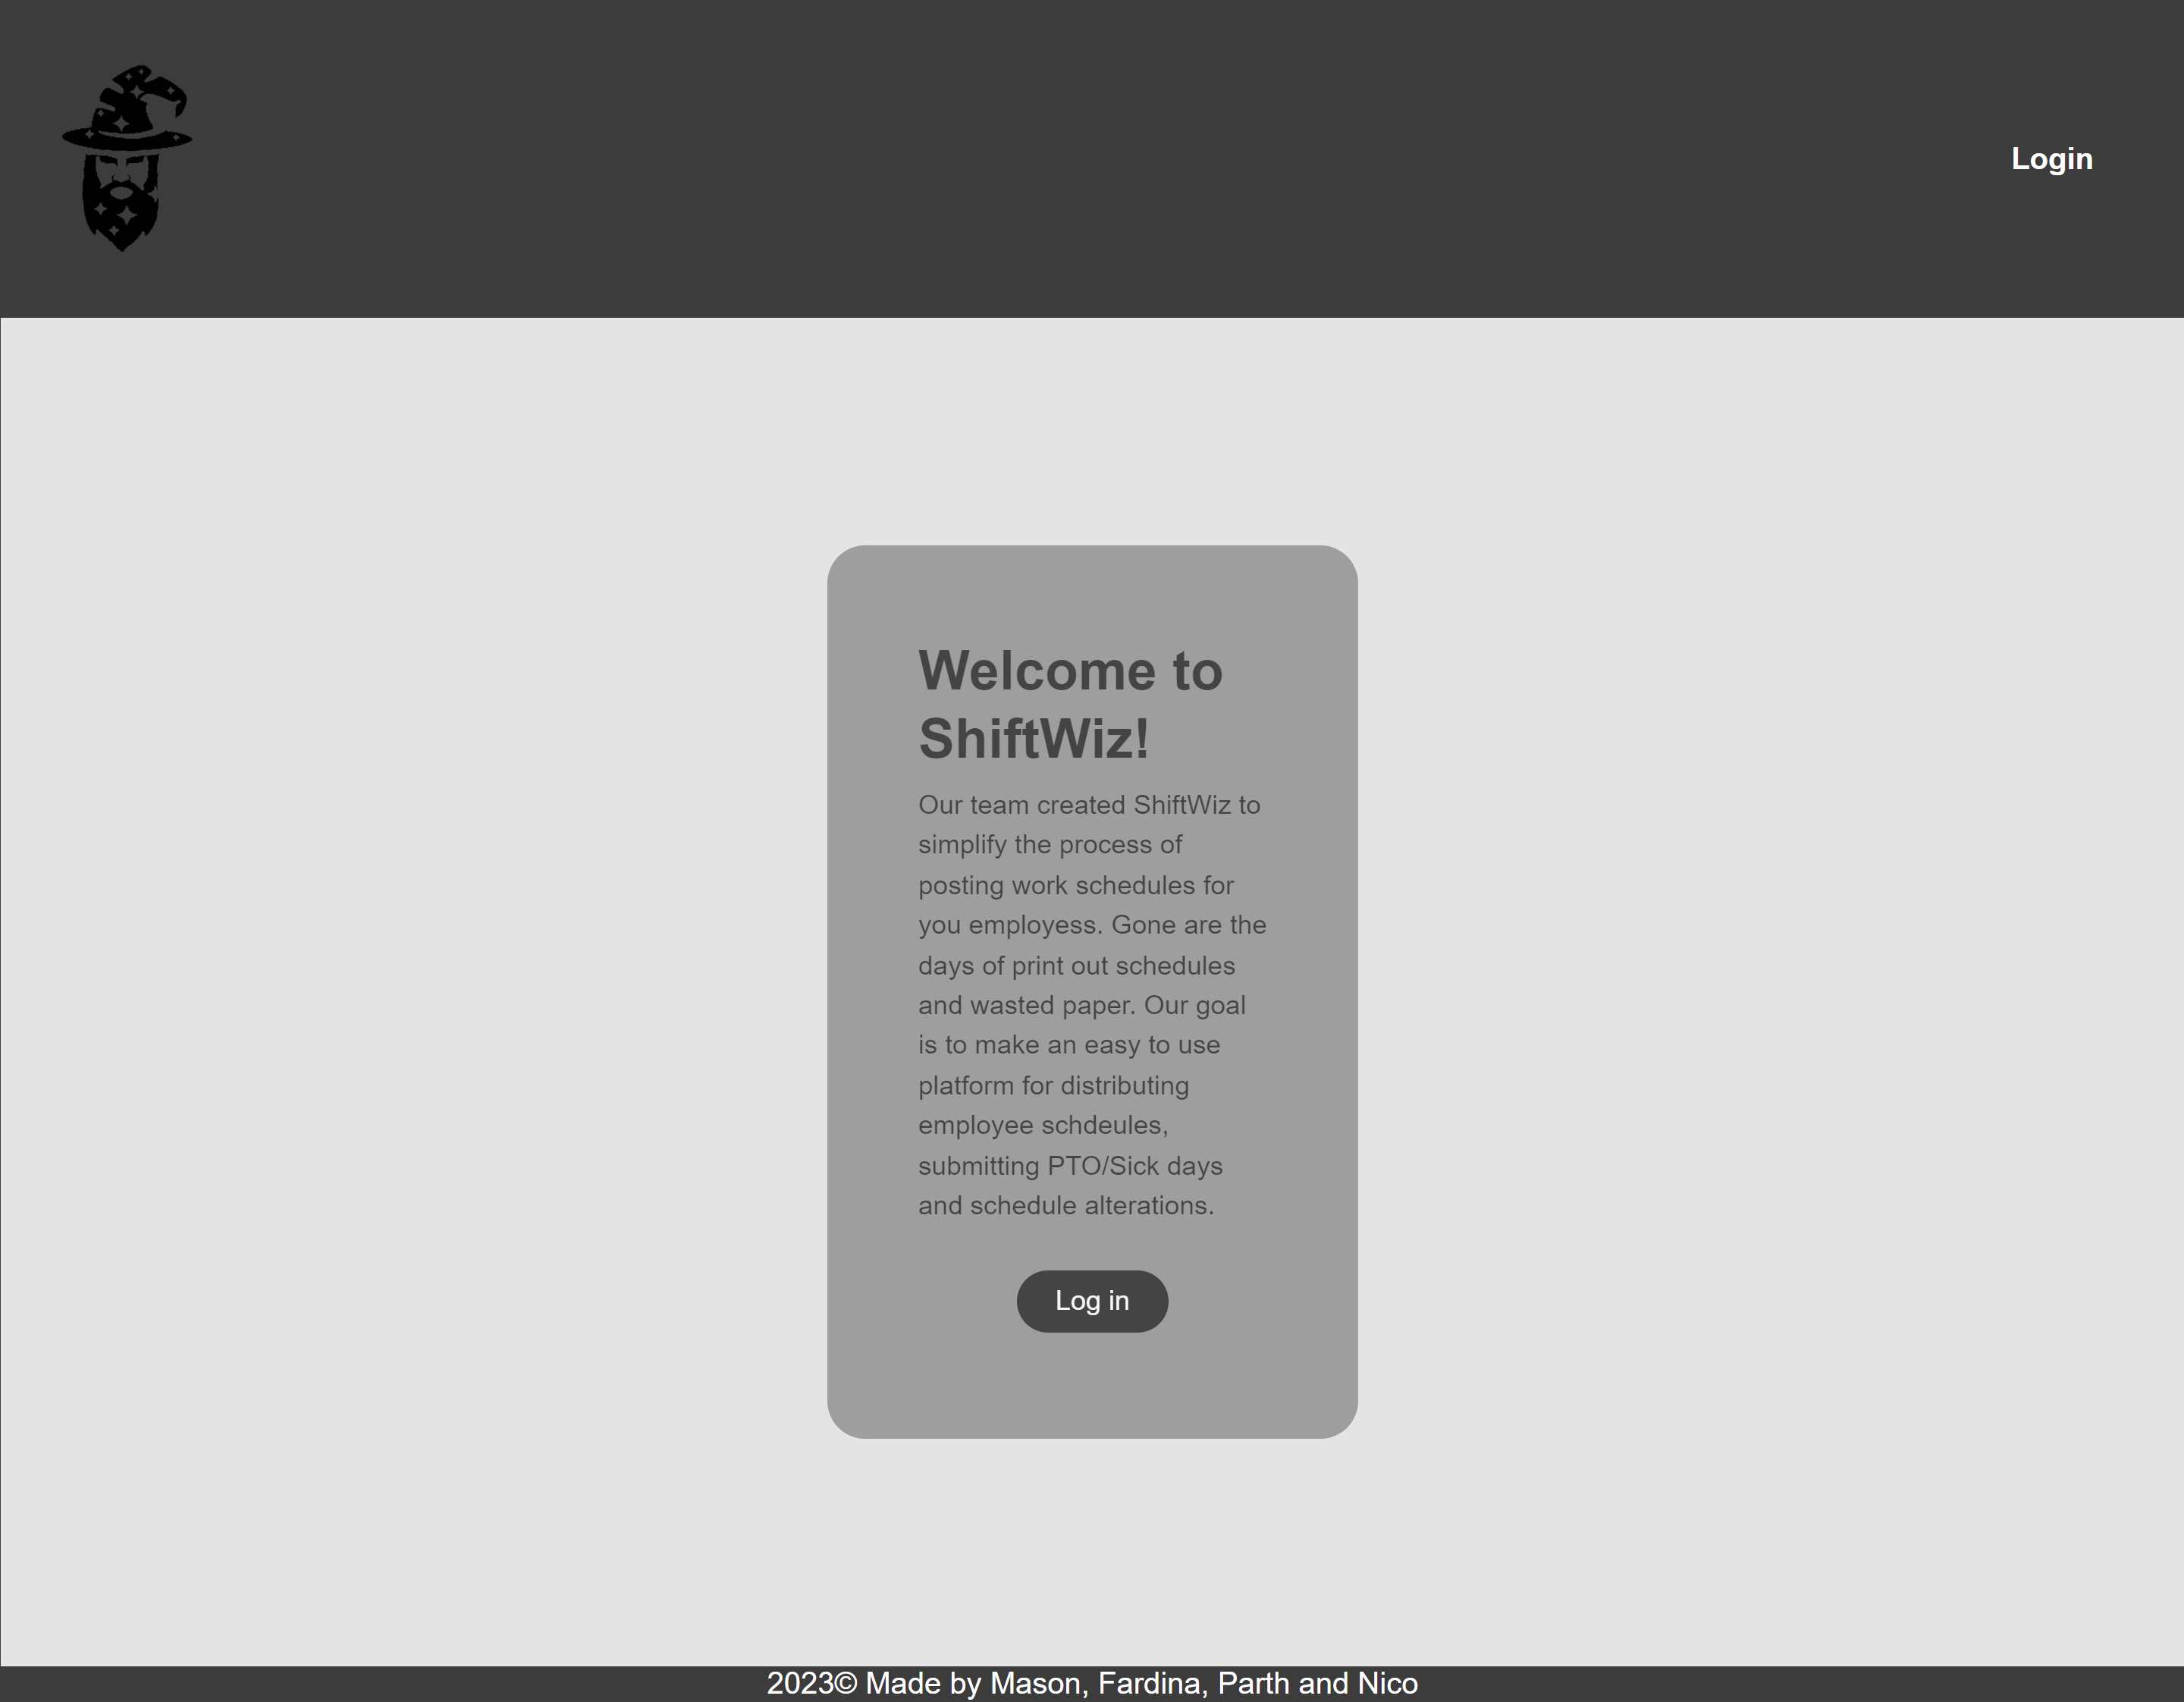 Login
Welcome to
ShiftWiz!
Our team created ShiftWiz to
simplify the process of
posting work schedules for
you employess. Gone are the
days of print out schedules
and wasted paper. Our goal
is to make an easy to use
platform for distributing
employee schdeules,
submitting PTO/Sick days
and schedule alterations.
Log in
2023© Made by Mason, Fardina, Parth and Nico